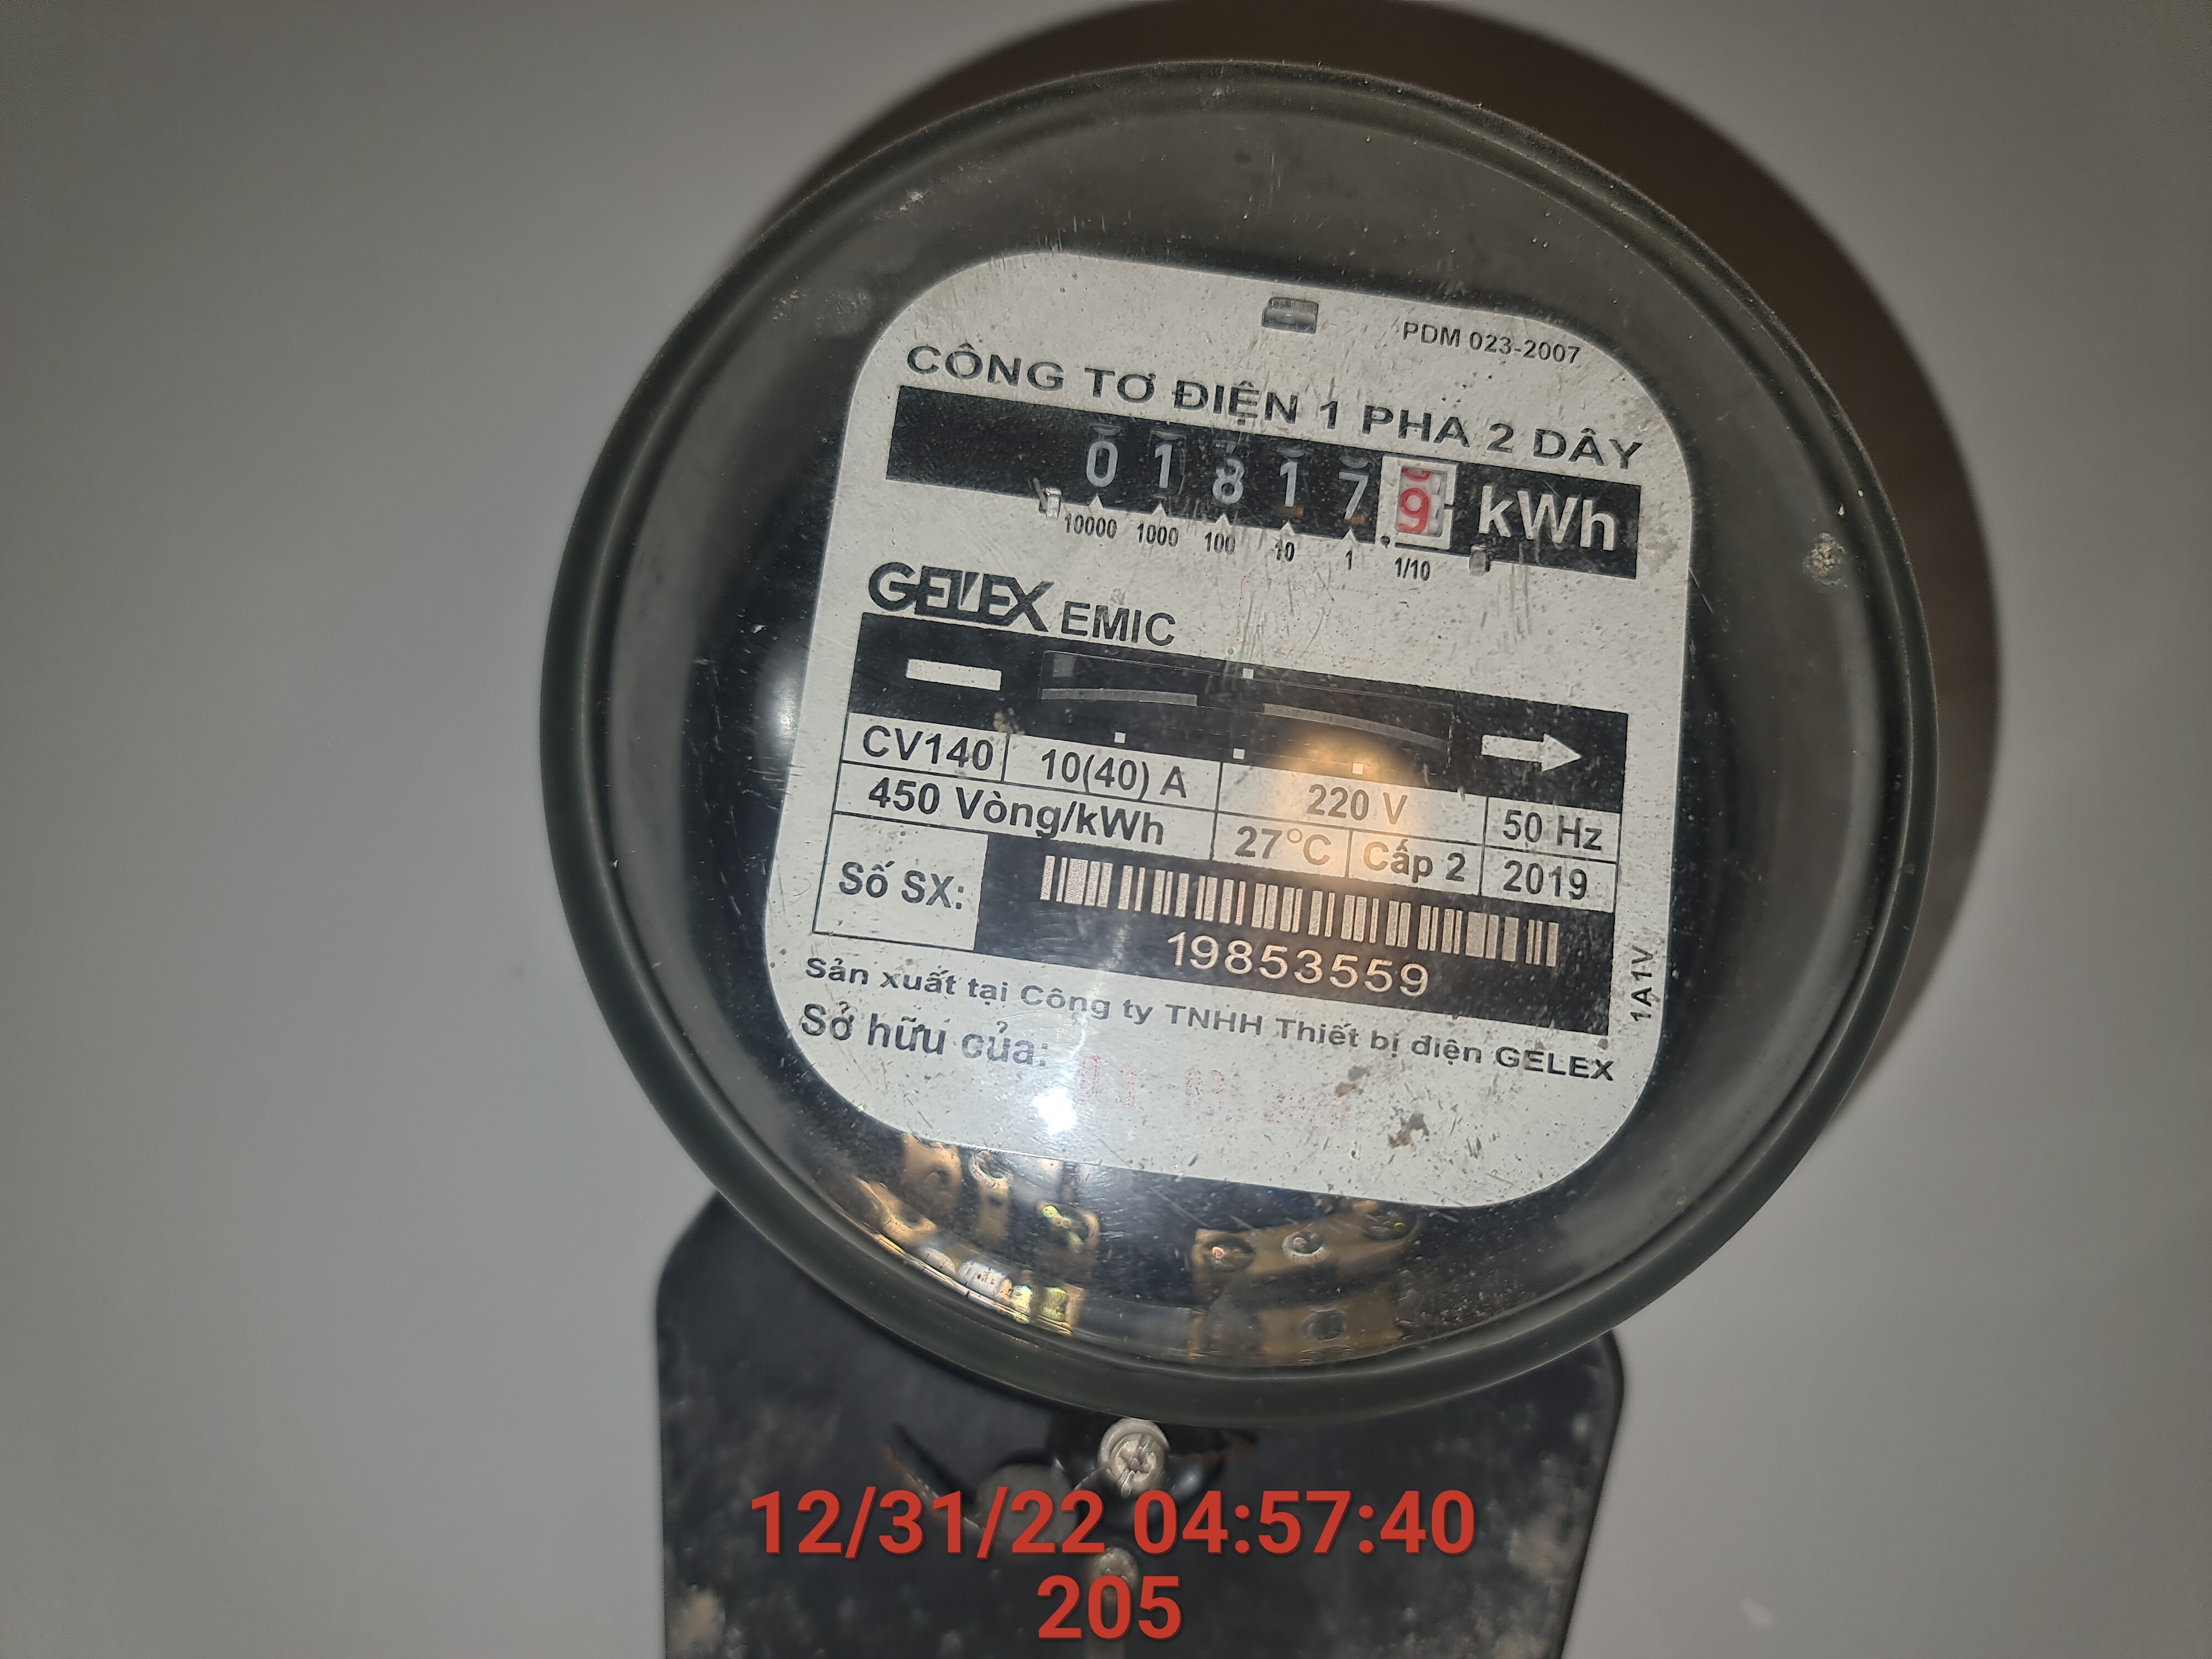 PDM 023-2007
CÔNG TƠ ĐIỆN 1 PHA 2 DÂY
0 1 8 1 7 9 kWh
10000 1000 100 10 1 1/10
GELEX EMIC
CV140 10(40) A 220 V 50 Hz
450 Vòng/kWh 27°C Cấp 2 2019
Số SX:
19853559
1A1V
Sản xuất tại Công ty TNHH Thiết bị điện GELEX
Sở hữu của:
12/31/22 04:57:40
205